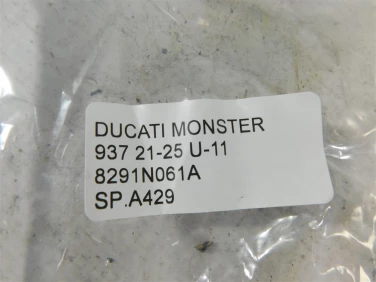 DUCATI MONSTER
937 21-25 U-11
8291N061A
SP.A429